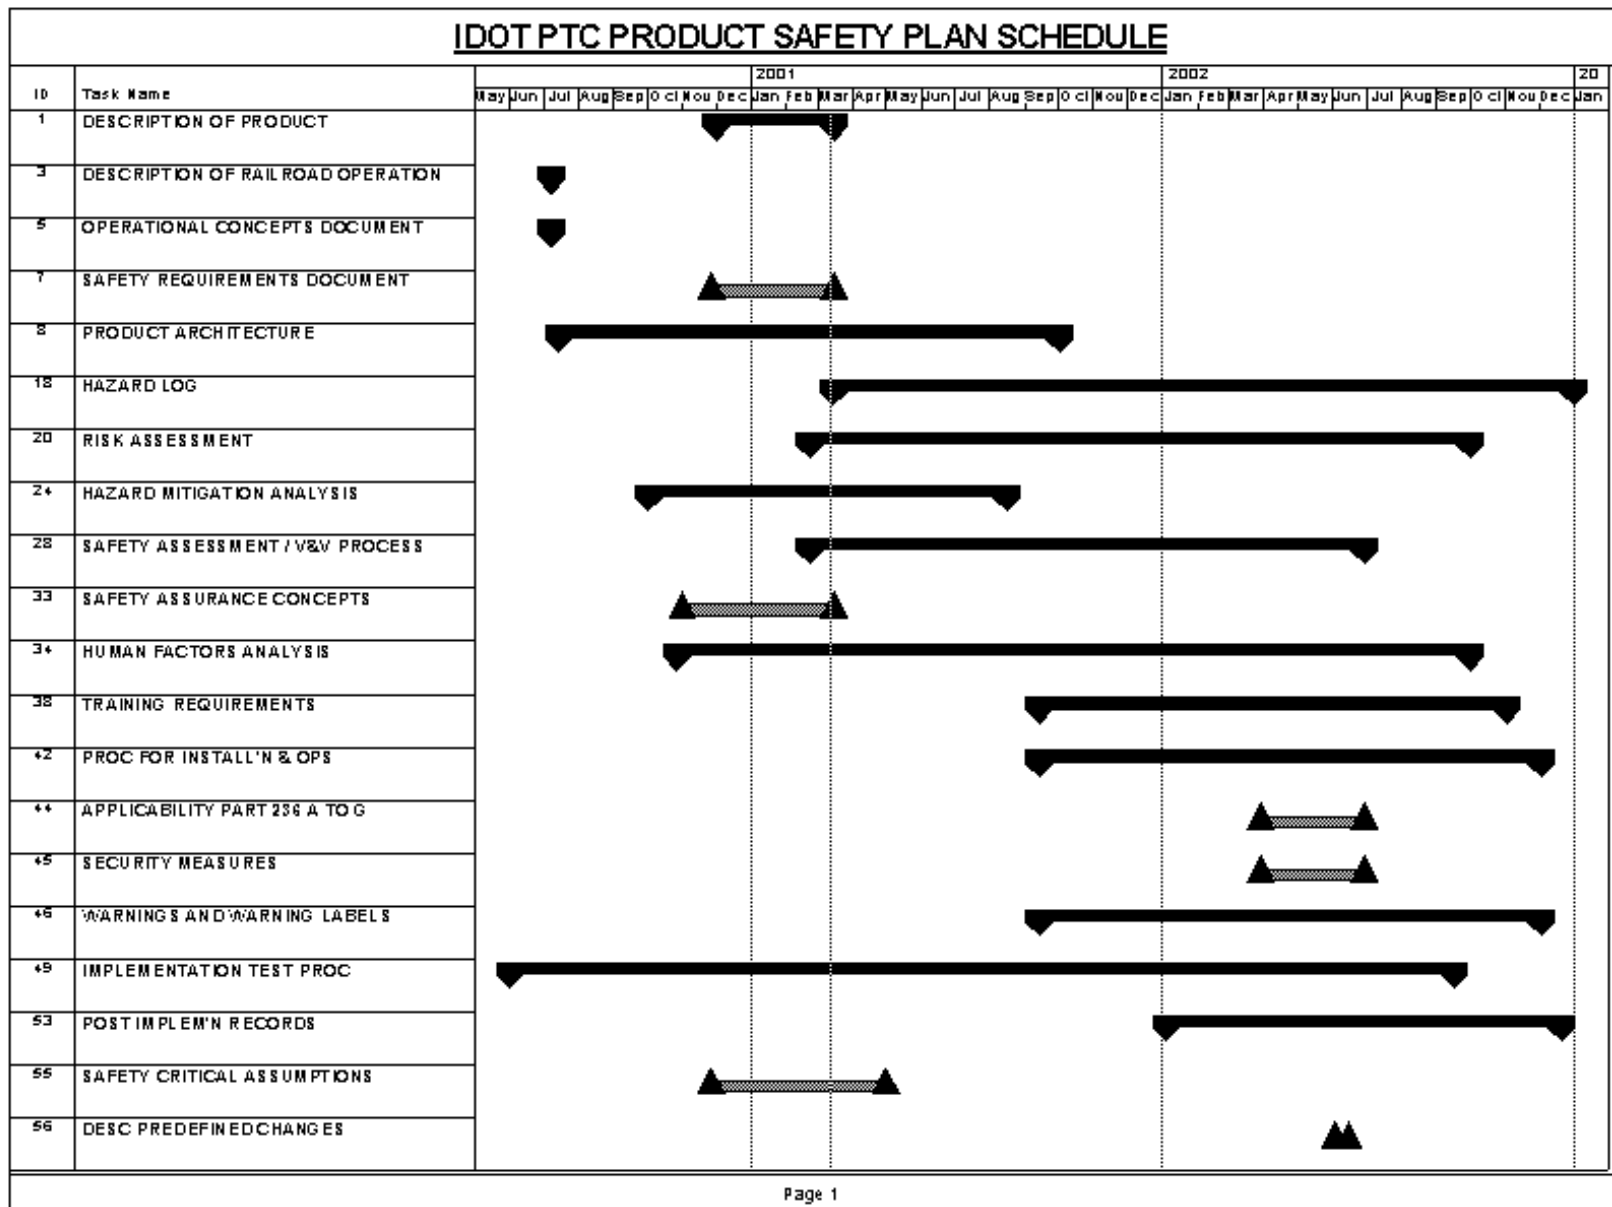 IDOT PTC PRODUCT SAFETY PLAN SCHEDULE
2001 2002 20
ID Task Name May Jun Jul Aug Sep Oct Nov Dec Jan Feb Mar Apr May Jun Jul Aug Sep Oct Nov Dec Jan Feb Mar Apr May Jun Jul Aug Sep Oct Nov Dec Jan
1 DESCRIPTION OF PRODUCT
3 DESCRIPTION OF RAILROAD OPERATION
5 OPERATIONAL CONCEPTS DOCUMENT
7 SAFETY REQUIREMENTS DOCUMENT
8 PRODUCT ARCHITECTURE
18 HAZARD LOG
20 RISK ASSESSMENT
24 HAZARD MITIGATION ANALYSIS
28 SAFETY ASSESSMENT / V&V PROCESS
33 SAFETY ASSURANCE CONCEPTS
34 HUMAN FACTORS ANALYSIS
38 TRAINING REQUIREMENTS
42 PROC FOR INSTALL'N & OPS
44 APPLICABILITY PART 236 A TO G
45 SECURITY MEASURES
46 WARNINGS AND WARNING LABELS
49 IMPLEMENTATION TEST PROC
53 POST IMPLEM'N RECORDS
55 SAFETY CRITICAL ASSUMPTIONS
56 DESC PREDEFINED CHANGES
Page 1